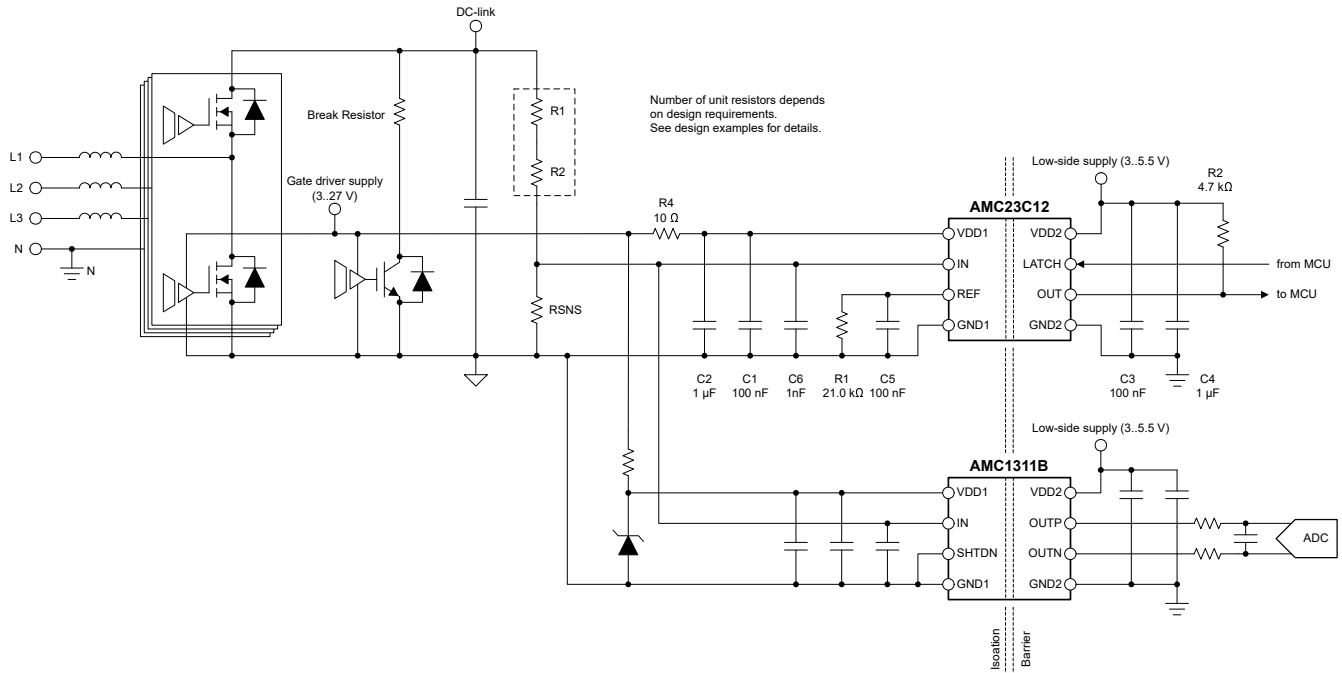 DC-link
Break Resistor
R1
R2
Number of unit resistors depends
on design requirements.
See design examples for details.
L1
L2
L3
N
N
Gate driver supply
(3..27 V)
RSNS
R4
10 Ω
C2
1 µF
C1
100 nF
C6
1nF
R1
21.0 kΩ
C5
100 nF
Low-side supply (3..5.5 V)
R2
4.7 kΩ
AMC23C12
VDD1
IN
REF
GND1
VDD2
LATCH
OUT
GND2
from MCU
to MCU
C3
100 nF
C4
1 µF
Low-side supply (3..5.5 V)
AMC1311B
VDD1
IN
SHTDN
GND1
VDD2
OUTP
OUTN
GND2
ADC
Isoation
Barrier